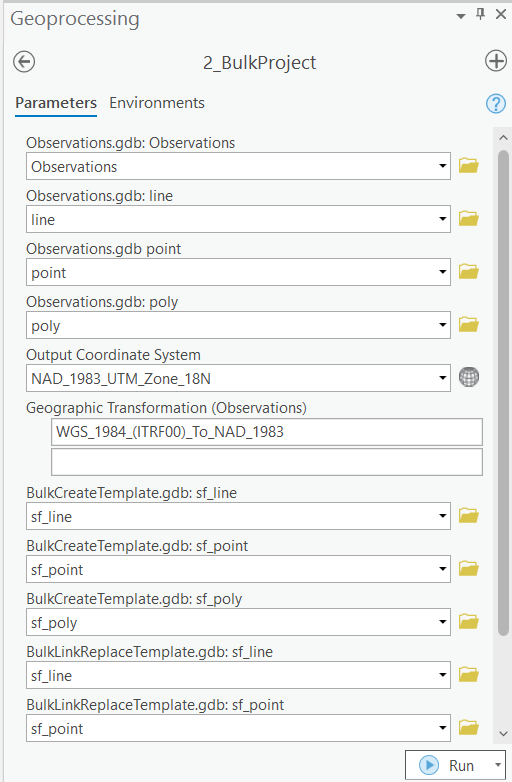 Geoprocessing
2_BulkProject
Parameters Environments
Observations.gdb: Observations
Observations
Observations.gdb: line
line
Observations.gdb point
point
Observations.gdb: poly
poly
Output Coordinate System
NAD_1983_UTM_Zone_18N
Geographic Transformation (Observations)
WGS_1984_(ITRF00)_To_NAD_1983
BulkCreateTemplate.gdb: sf_line
sf_line
BulkCreateTemplate.gdb: sf_point
sf_point
BulkCreateTemplate.gdb: sf_poly
sf_poly
BulkLinkReplaceTemplate.gdb: sf_line
sf_line
BulkLinkReplaceTemplate.gdb: sf_point
sf_point
Run